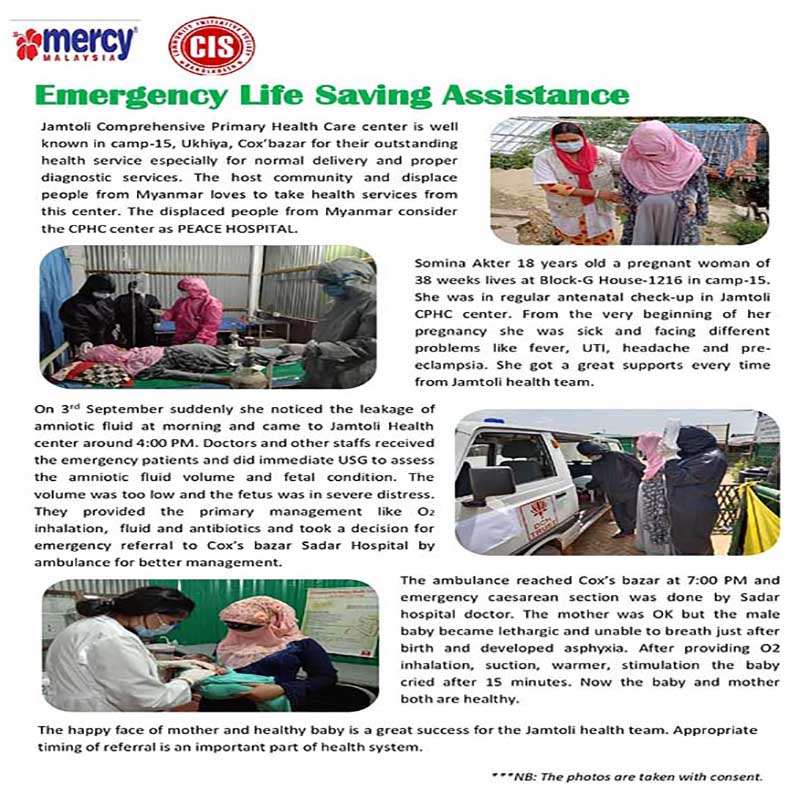 mercy
MALAYSIA
CIS
Emergency Life Saving Assistance
Jamtoli Comprehensive Primary Health Care center is well
known in camp-15, Ukhiya, Cox'bazar for their outstanding
health service especially for normal delivery and proper
diagnostic services. The host community and displace
people from Myanmar loves to take health services from
this center. The displaced people from Myanmar consider
the CPHC center as PEACE HOSPITAL.
Somina Akter 18 years old a pregnant woman of
38 weeks lives at Block-G House-1216 in camp-15.
She was in regular antenatal check-up in Jamtoli
CPHC center. From the very beginning of her
pregnancy she was sick and facing different
problems like fever, UTI, headache and pre-
eclampsia. She got a great supports every time
from Jamtoli health team.
On 3rd September suddenly she noticed the leakage of
amniotic fluid at morning and came to Jamtoli Health
center around 4:00 PM. Doctors and other staffs received
the emergency patients and did immediate USG to assess
the amniotic fluid volume and fetal condition. The
volume was too low and the fetus was in severe distress.
They provided the primary management like O₂
inhalation, fluid and antibiotics and took a decision for
emergency referral to Cox's bazar Sadar Hospital by
ambulance for better management.
DCH
TRUST
The ambulance reached Cox's bazar at 7:00 PM and
emergency caesarean section was done by Sadar
hospital doctor. The mother was OK but the male
baby became lethargic and unable to breath just after
birth and developed asphyxia. After providing O2
inhalation, suction, warmer, stimulation the baby
cried after 15 minutes. Now the baby and mother
both are healthy.
The happy face of mother and healthy baby is a great success for the Jamtoli health team. Appropriate
timing of referral is an important part of health system.
***NB: The photos are taken with consent.